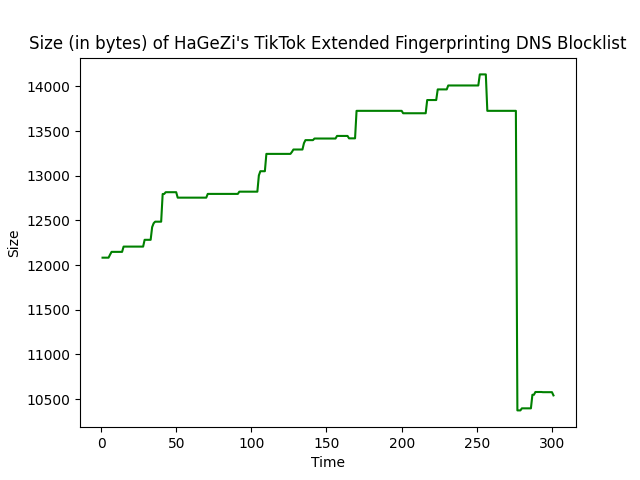 Size (in bytes) of HaGeZi's TikTok Extended Fingerprinting DNS Blocklist
14000
13500
13000
12500
12000
11500
11000
10500
Size
0 50 100 150 200 250 300
Time